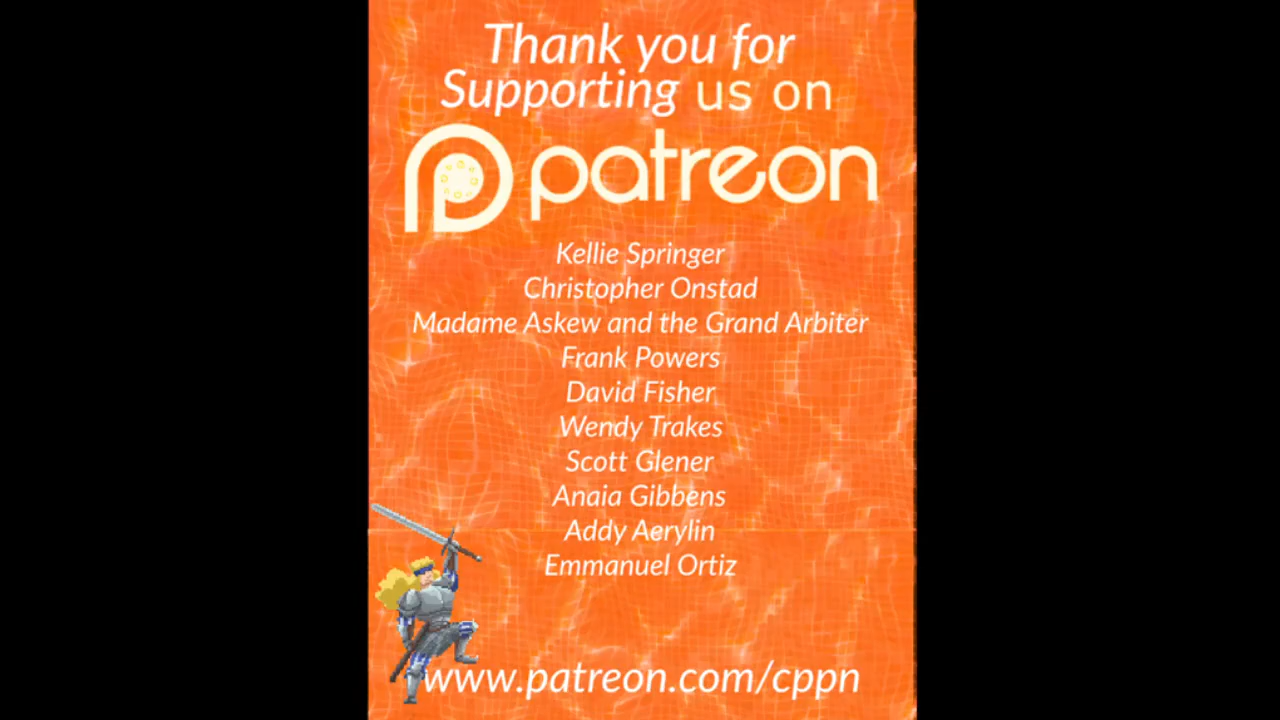 Thank you for
Supporting us on
patreon
Kellie Springer
Christopher Onstad
Madame Askew and the Grand Arbiter
Frank Powers
David Fisher
Wendy Trakes
Scott Glener
Anaia Gibbens
Addy Aerylin
Emmanuel Ortiz
www.patreon.com/cppn